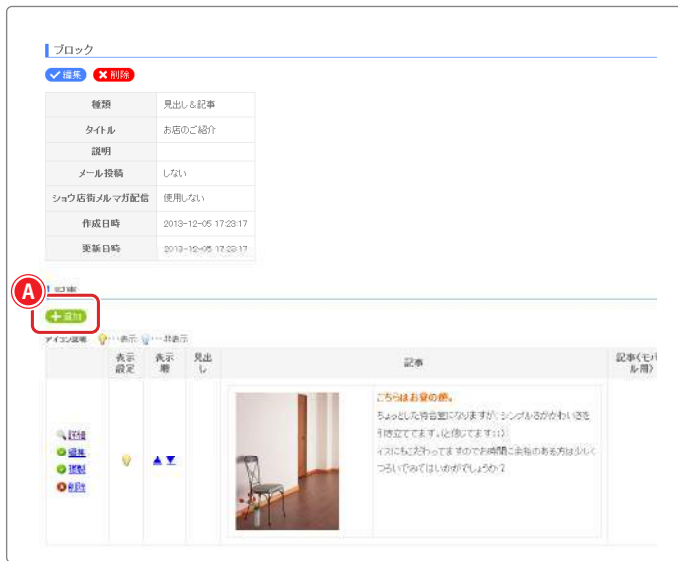 ブロック
編集 削除
種類 見出し&記事
タイトル お店のご紹介
説明
メール投稿 しない
ショウ店街メルマガ配信 使用しない
作成日時 2013-12-05 17:23:17
更新日時 2013-12-05 17:23:17
A
記事
追加
アイコン説明 ･･･表示 ･･･非表示
表示設定 表示順 見出し 記事 記事(モバイル用)
詳細
編集
複製
削除
▲ ▼
こちらはお店の顔。
ちょっとした待合室になりますが、シンプルさがかわいさを
引き立ててます。(と信じてます!!)
イスにもこだわってますのでお時間に余裕のある方は少しく
つろいでみてはいかがでしょうか?